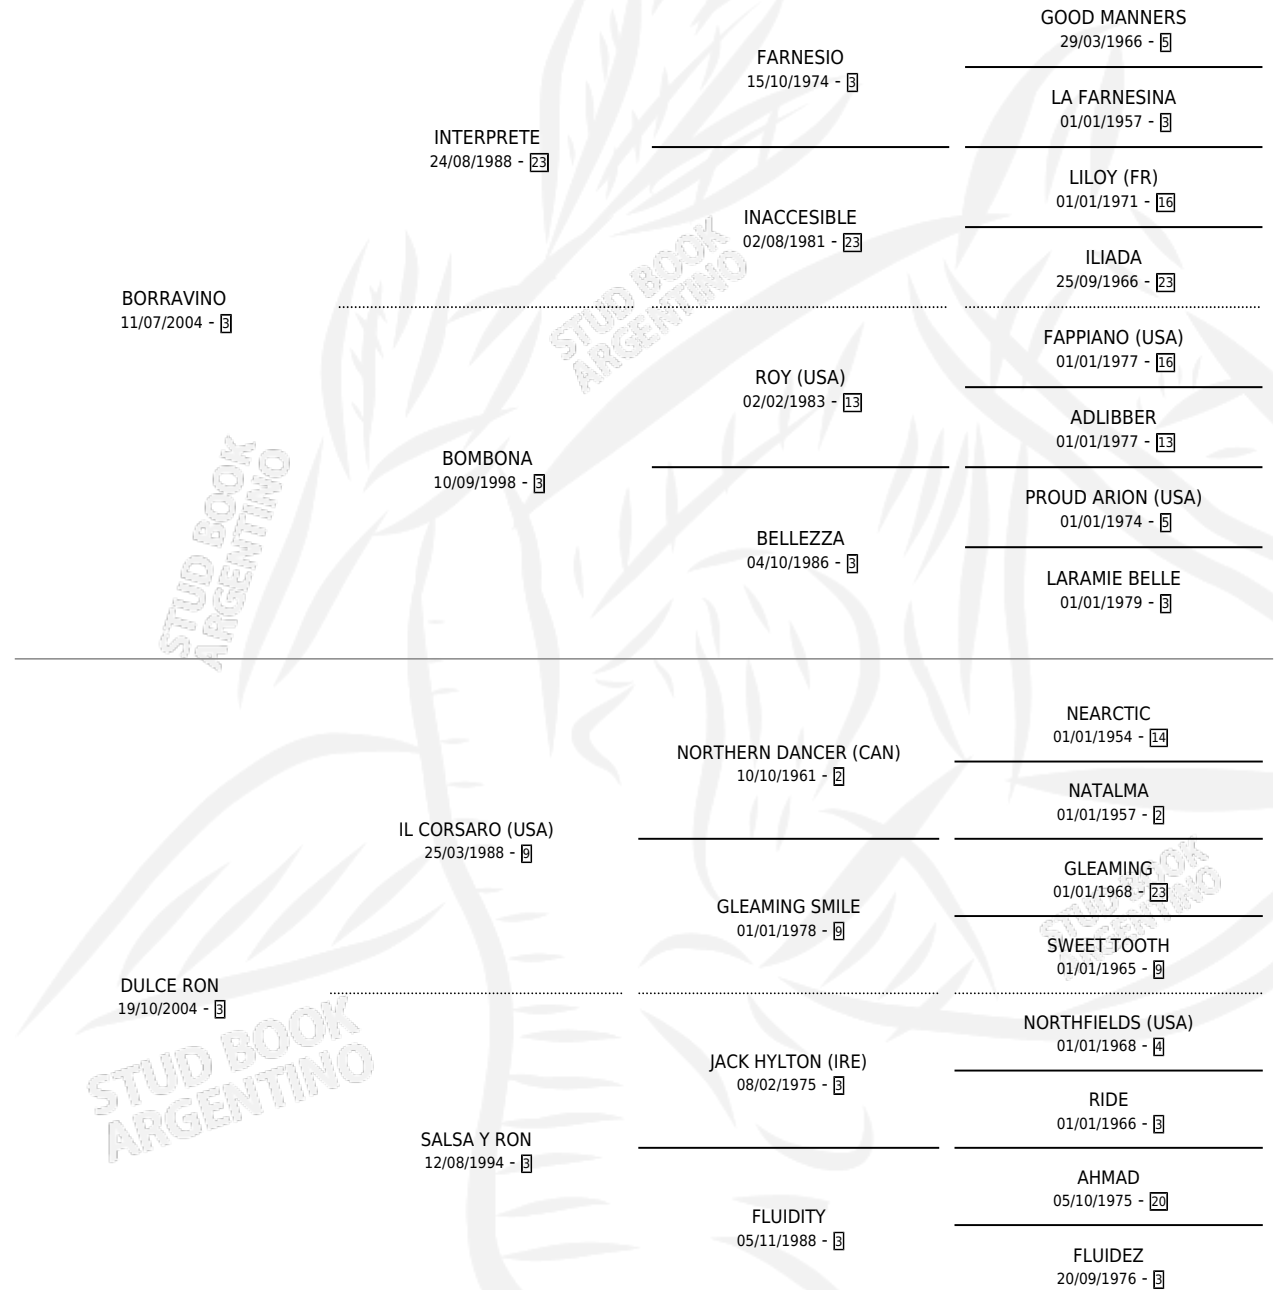 GOOD MANNERS
29/03/1966 - 5
FARNESIO
15/10/1974 - 3
LA FARNESINA
01/01/1957 - 3
INTERPRETE
24/08/1988 - 23
LILOY (FR)
01/01/1971 - 16
INACCESIBLE
02/08/1981 - 23
ILIADA
25/09/1966 - 23
BORRAVINO
11/07/2004 - 3
FAPPIANO (USA)
01/01/1977 - 16
ROY (USA)
02/02/1983 - 13
ADLIBBER
01/01/1977 - 13
BOMBONA
10/09/1998 - 3
PROUD ARION (USA)
01/01/1974 - 5
BELLEZZA
04/10/1986 - 3
LARAMIE BELLE
01/01/1979 - 3
STUD BOOK
ARGENTINO
STUD BOOK
ARGENTINO
NEARCTIC
01/01/1954 - 14
NORTHERN DANCER (CAN)
10/10/1961 - 2
NATALMA
01/01/1957 - 2
IL CORSARO (USA)
25/03/1988 - 9
GLEAMING
01/01/1968 - 23
GLEAMING SMILE
01/01/1978 - 9
SWEET TOOTH
01/01/1965 - 9
DULCE RON
19/10/2004 - 3
NORTHFIELDS (USA)
01/01/1968 - 4
JACK HYLTON (IRE)
08/02/1975 - 3
RIDE
01/01/1966 - 3
SALSA Y RON
12/08/1994 - 3
AHMAD
05/10/1975 - 20
FLUIDITY
05/11/1988 - 3
FLUIDEZ
20/09/1976 - 3
STUD BOOK
ARGENTINO
STUD BOOK
ARGENTINO